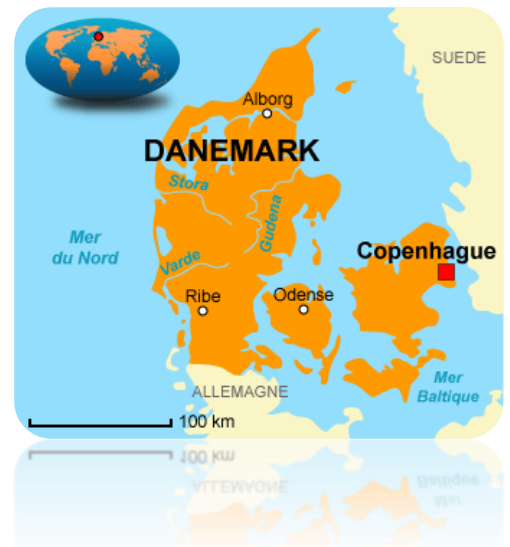 SUEDE
Alborg
DANEMARK
Stora
Gudena
Mer
du Nord
Varde
Copenhague
Ribe
Odense
Mer
Baltique
ALLEMAGNE
100 km